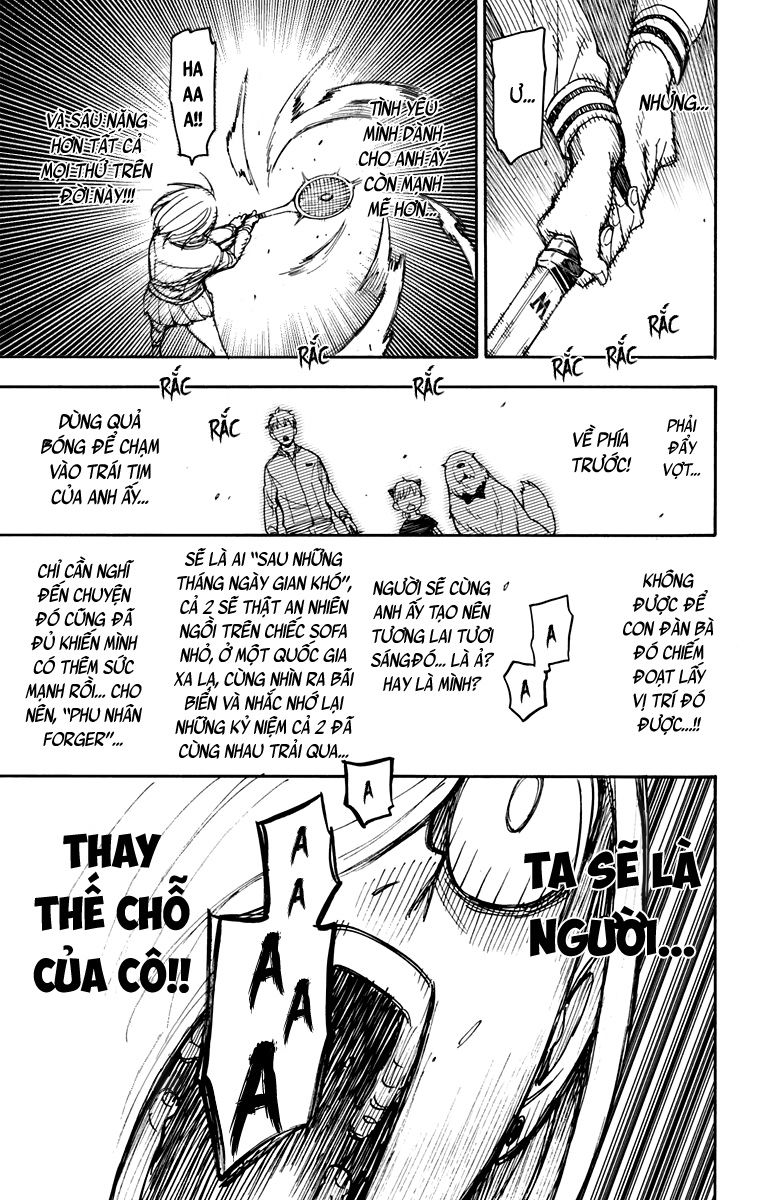 NHƯNG...
Ư...
RẮC
RẮC
RẮC
TÌNH YÊU
MÌNH DÀNH
CHO ANH ẤY
CÒN MẠNH
MẼ HƠN...
HA
A
A
A!!
VÀ SÂU NẶNG
HƠN TẤT CẢ
MỌI THỨ TRÊN
ĐỜI NÀY!!!
RẮC
RẮC
RẮC
RẮC
PHẢI
ĐẨY
VỢT...
VỀ PHÍA
TRƯỚC!
DÙNG QUẢ
BÓNG ĐỂ CHẠM
VÀO TRÁI TIM
CỦA ANH ẤY...
KHÔNG
ĐƯỢC ĐỂ
CON ĐÀN BÀ
ĐÓ CHIẾM
ĐOẠT LẤY
VỊ TRÍ ĐÓ
ĐƯỢC...!!
A
A
NGƯỜI SẼ CÙNG
ANH ẤY TẠO NÊN
TƯƠNG LAI TƯƠI
SÁNG ĐÓ... LÀ Ả?
HAY LÀ MÌNH?
SẼ LÀ AI “SAU NHỮNG
THÁNG NGÀY GIAN KHÓ”,
CẢ 2 SẼ THẬT AN NHIÊN
NGỒI TRÊN CHIẾC SOFA
NHỎ, Ở MỘT QUỐC GIA
XA LẠ, CÙNG NHÌN RA BÃI
BIỂN VÀ NHẮC NHỚ LẠI
NHỮNG KỶ NIỆM CẢ 2 ĐÃ
CÙNG NHAU TRẢI QUA...
CHỈ CẦN NGHĨ
ĐẾN CHUYỆN
ĐÓ CŨNG ĐÃ
ĐỦ KHIẾN MÌNH
CÓ THÊM SỨC
MẠNH RỒI... CHO
NÊN, “PHU NHÂN
FORGER”...
A
TA SẼ LÀ
NGƯỜI...
A
A
A
A
A
THAY
THẾ CHỖ
CỦA CÔ!!